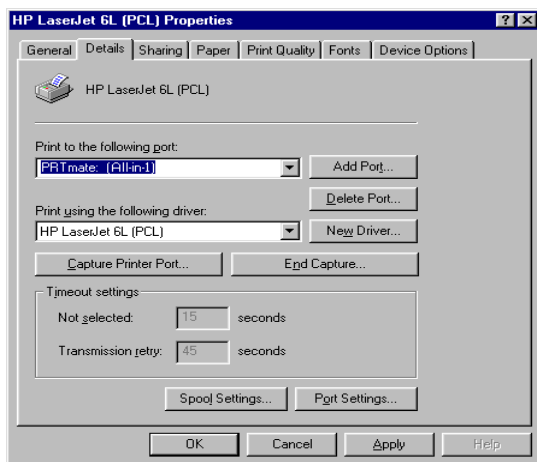 HP LaserJet 6L (PCL) Properties
General Details Sharing Paper Print Quality Fonts Device Options
HP LaserJet 6L (PCL)
Print to the following port:
PRTmate: (All-in-1) Add Port...
Delete Port...
Print using the following driver:
HP LaserJet 6L (PCL) New Driver...
Capture Printer Port... End Capture...
Timeout settings
Not selected: 15 seconds
Transmission retry: 45 seconds
Spool Settings... Port Settings...
OK Cancel Apply Help